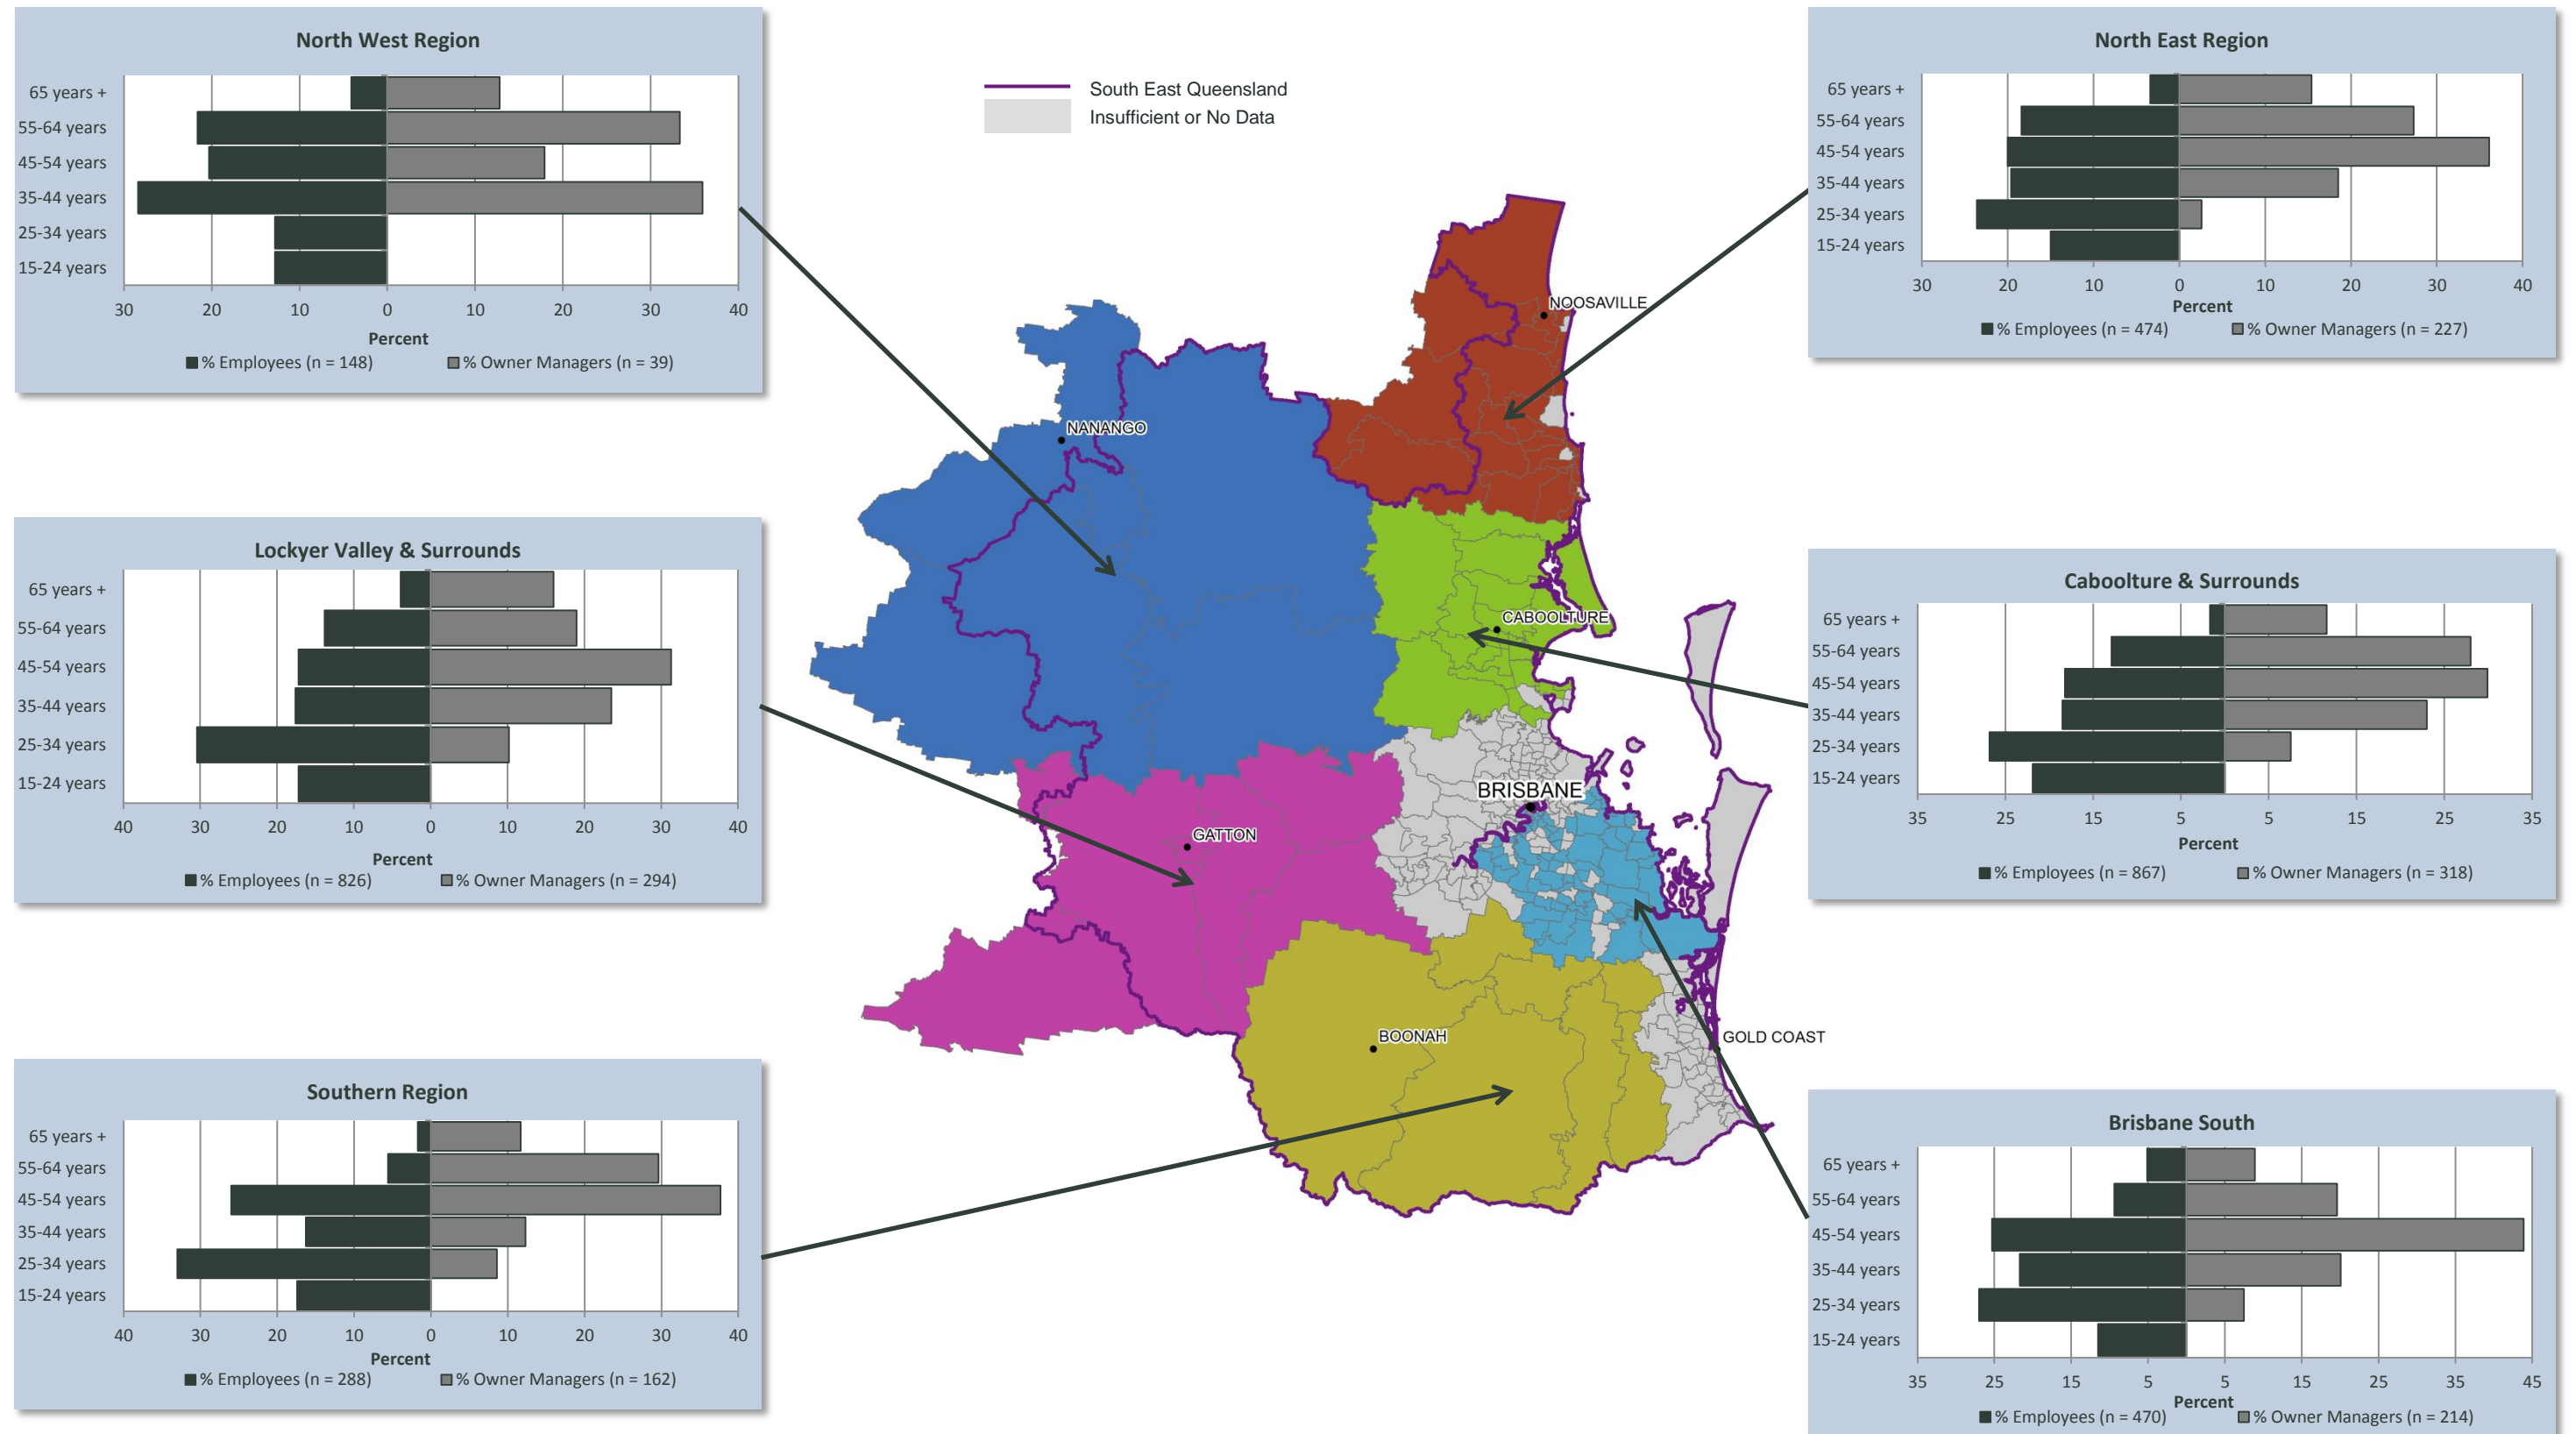 North West Region
65 years +
55-64 years
45-54 years
35-44 years
25-34 years
15-24 years
30 20 10 0 10 20 30 40
Percent
% Employees (n = 148) % Owner Managers (n = 39)
South East Queensland
Insufficient or No Data
North East Region
65 years +
55-64 years
45-54 years
35-44 years
25-34 years
15-24 years
30 20 10 0 10 20 30 40
Percent
% Employees (n = 474) % Owner Managers (n = 227)
Lockyer Valley & Surrounds
65 years +
55-64 years
45-54 years
35-44 years
25-34 years
15-24 years
40 30 20 10 0 10 20 30 40
Percent
% Employees (n = 826) % Owner Managers (n = 294)
NOOSAVILLE
NANANGO
CABOOLTURE
BRISBANE
GATTON
BOONAH
GOLD COAST
Caboolture & Surrounds
65 years +
55-64 years
45-54 years
35-44 years
25-34 years
15-24 years
35 25 15 5 5 15 25 35
Percent
% Employees (n = 867) % Owner Managers (n = 318)
Southern Region
65 years +
55-64 years
45-54 years
35-44 years
25-34 years
15-24 years
40 30 20 10 0 10 20 30 40
Percent
% Employees (n = 288) % Owner Managers (n = 162)
Brisbane South
65 years +
55-64 years
45-54 years
35-44 years
25-34 years
15-24 years
35 25 15 5 5 15 25 35 45
Percent
% Employees (n = 470) % Owner Managers (n = 214)